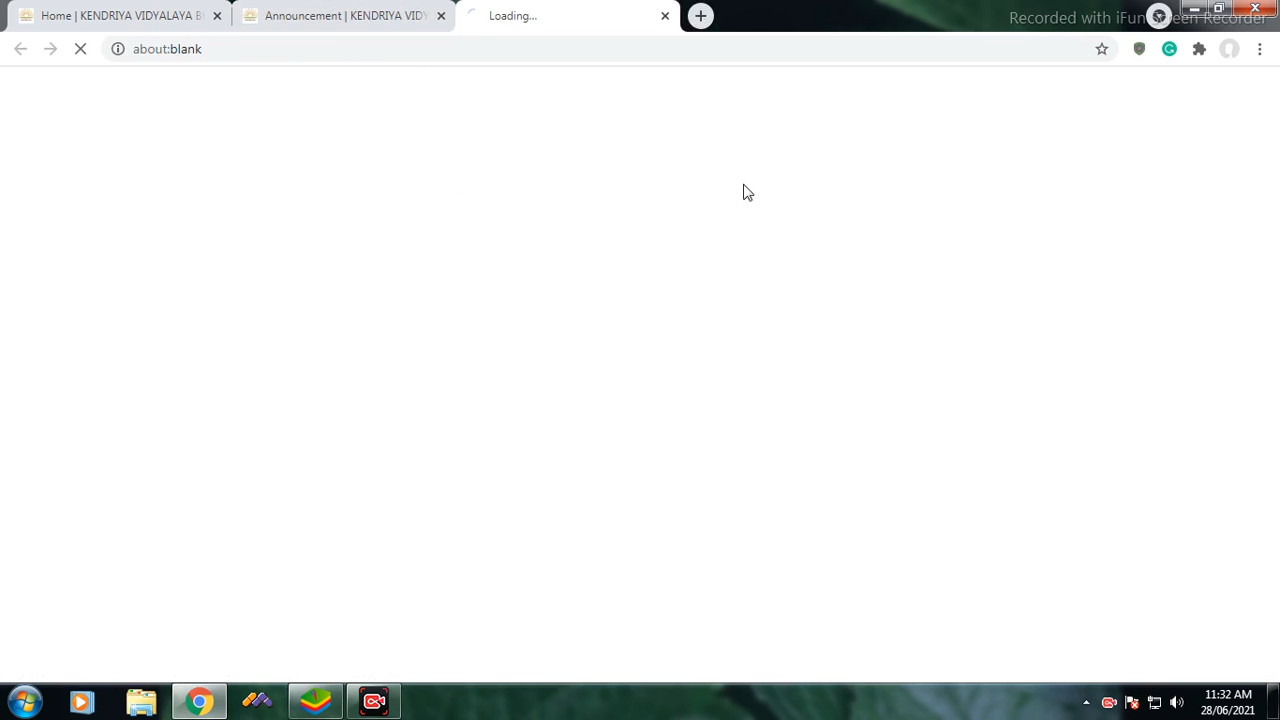 Home | KENDRIYA VIDYALAYA B
Announcement | KENDRIYA VIDY
Loading...
Recorded with iFun Screen Recorder
about:blank
11:32 AM
28/06/2021